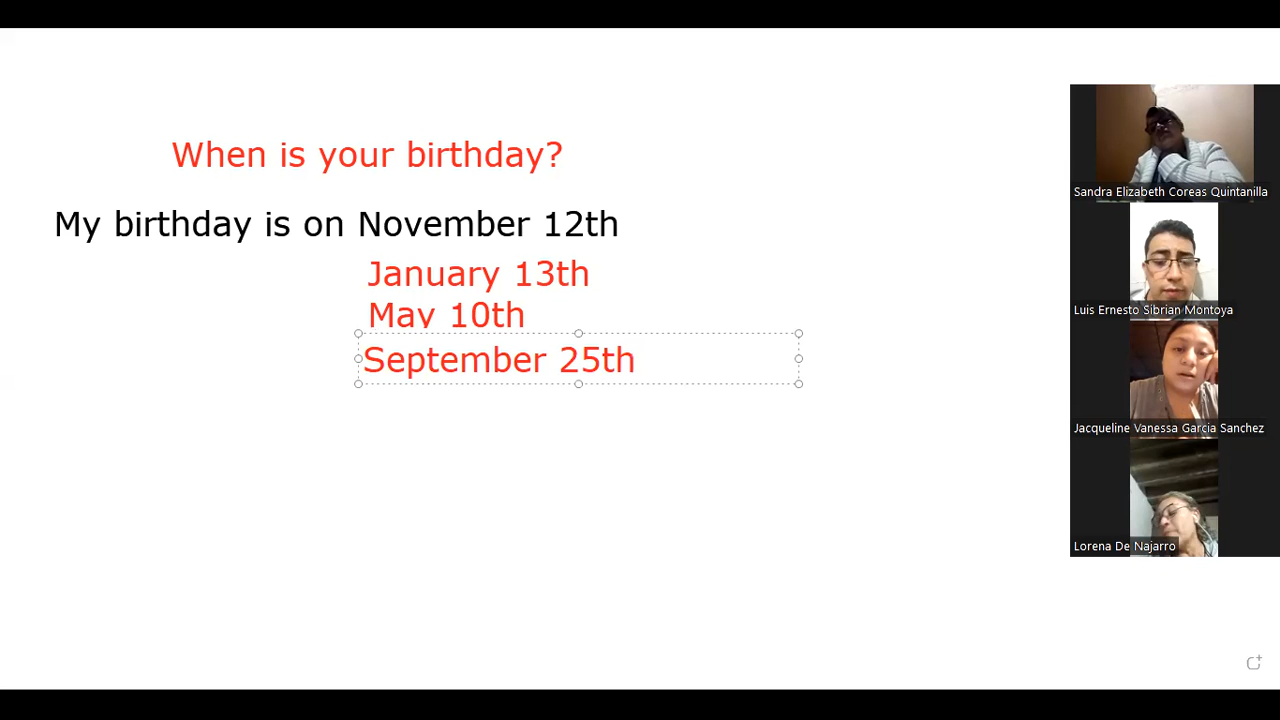 When is your birthday?
My birthday is on November 12th
January 13th
May 10th
September 25th
Sandra Elizabeth Coreas Quintanilla
Luis Ernesto Sibrian Montoya
Jacqueline Vanessa Garcia Sanchez
Lorena De Najarro